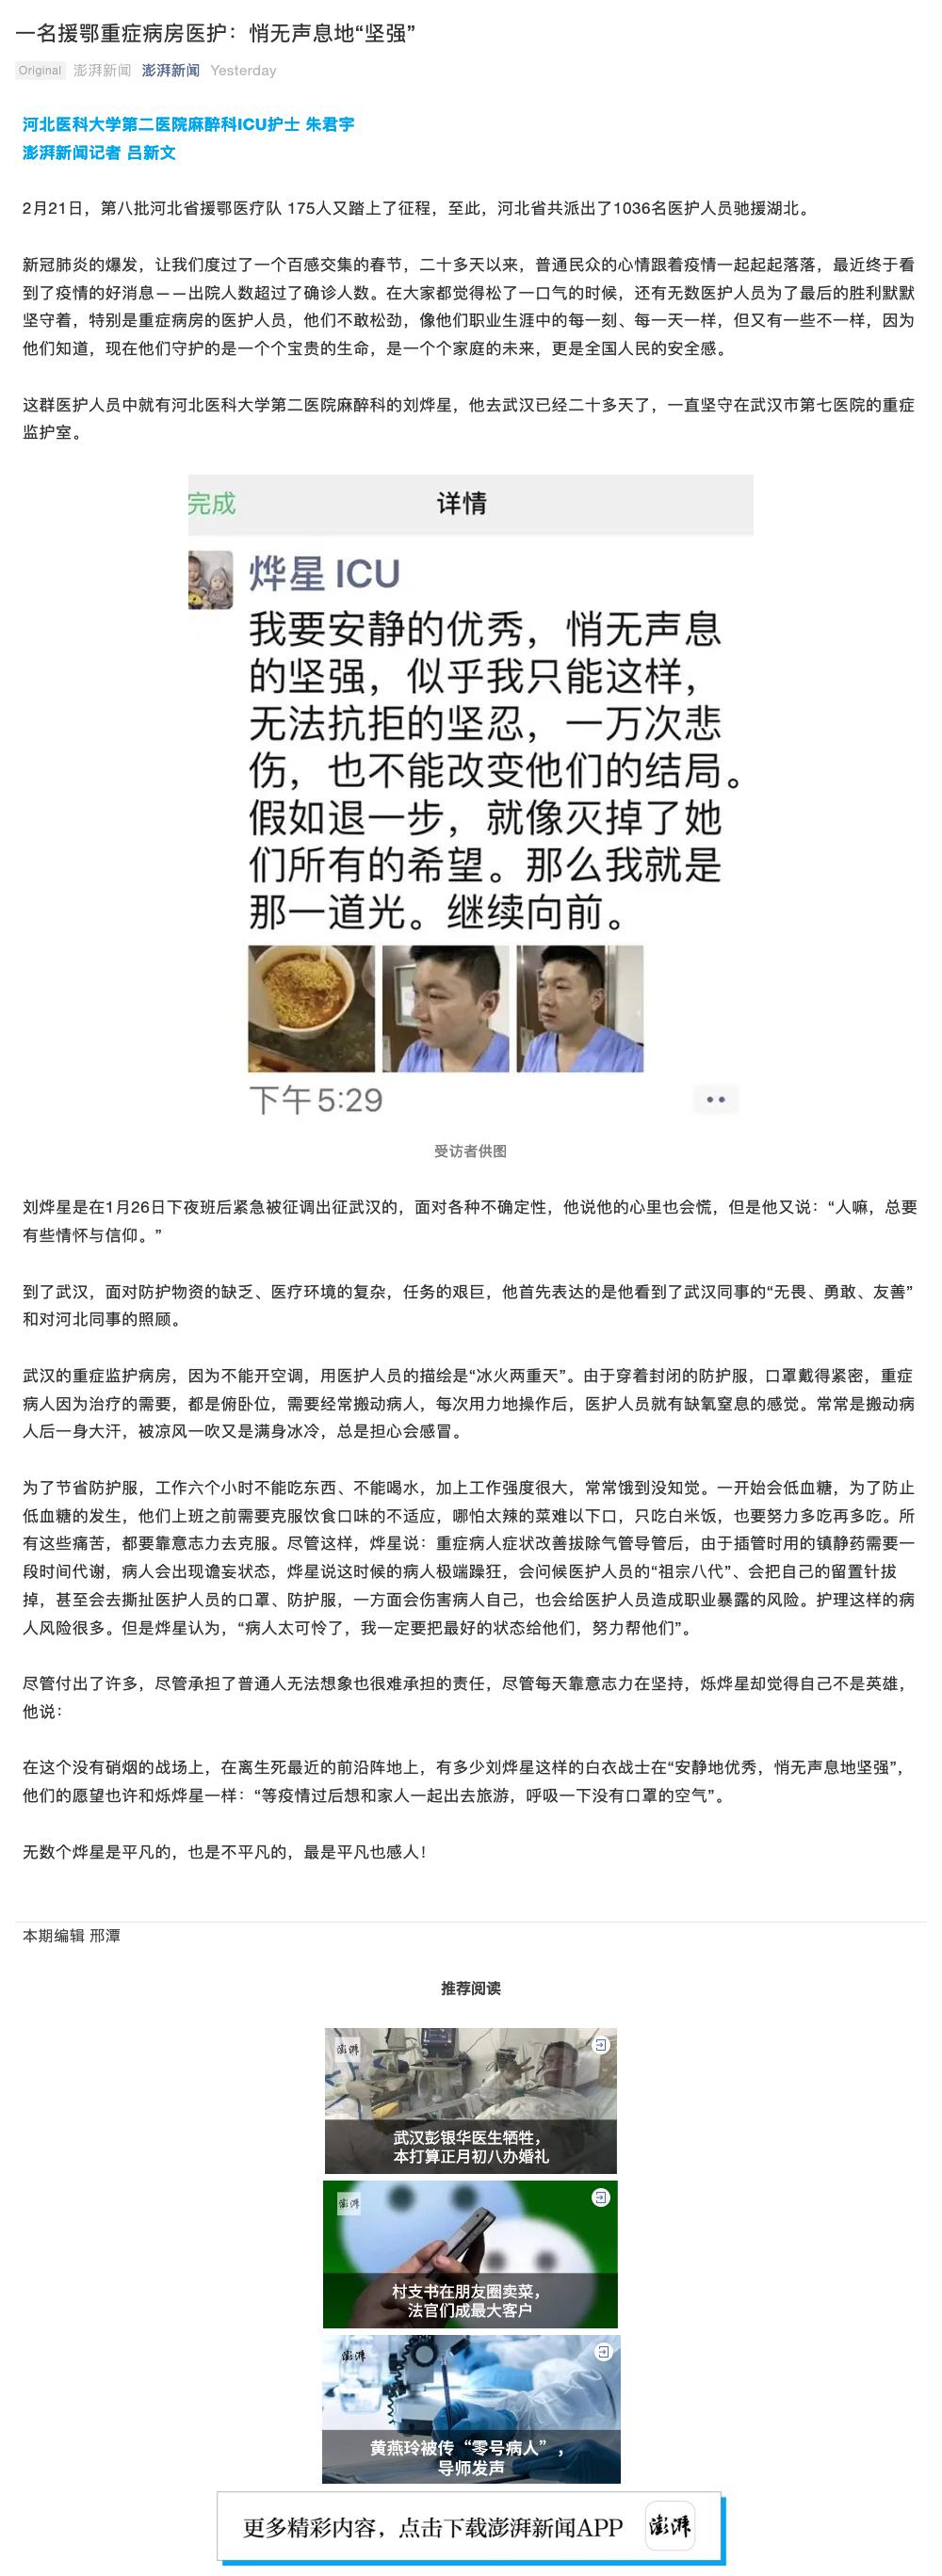 一名援鄂重症病房医护：悄无声息地“坚强”
Original 澎湃新闻 澎湃新闻 Yesterday
河北医科大学第二医院麻醉科ICU护士 朱君宇
澎湃新闻记者 吕新文
2月21日，第八批河北省援鄂医疗队 175人又踏上了征程，至此，河北省共派出了1036名医护人员驰援湖北。
新冠肺炎的爆发，让我们度过了一个百感交集的春节，二十多天以来，普通民众的心情跟着疫情一起起起落落，最近终于看
到了疫情的好消息——出院人数超过了确诊人数。在大家都觉得松了一口气的时候，还有无数医护人员为了最后的胜利默默
坚守着，特别是重症病房的医护人员，他们不敢松劲，像他们职业生涯中的每一刻、每一天一样，但又有一些不一样，因为
他们知道，现在他们守护的是一个个宝贵的生命，是一个个家庭的未来，更是全国人民的安全感。
这群医护人员中就有河北医科大学第二医院麻醉科的刘烨星，他去武汉已经二十多天了，一直坚守在武汉市第七医院的重症
监护室。
完成 详情
烨星 ICU
我要安静的优秀，悄无声息
的坚强，似乎我只能这样，
无法抗拒的坚忍，一万次悲
伤，也不能改变他们的结局。
假如退一步，就像灭掉了她
们所有的希望。那么我就是
那一道光。继续向前。
下午5:29
受访者供图
刘烨星是在1月26日下夜班后紧急被征调出征武汉的，面对各种不确定性，他说他的心里也会慌，但是他又说：“人嘛，总要
有些情怀与信仰。”
到了武汉，面对防护物资的缺乏、医疗环境的复杂，任务的艰巨，他首先表达的是他看到了武汉同事的“无畏、勇敢、友善”
和对河北同事的照顾。
武汉的重症监护病房，因为不能开空调，用医护人员的描绘是“冰火两重天”。由于穿着封闭的防护服，口罩戴得紧密，重症
病人因为治疗的需要，都是俯卧位，需要经常搬动病人，每次用力地操作后，医护人员就有缺氧窒息的感觉。常常是搬动病
人后一身大汗，被凉风一吹又是满身冰冷，总是担心会感冒。
为了节省防护服，工作六个小时不能吃东西、不能喝水，加上工作强度很大，常常饿到没知觉。一开始会低血糖，为了防止
低血糖的发生，他们上班之前需要克服饮食口味的不适应，哪怕太辣的菜难以下口，只吃白米饭，也要努力多吃再多吃。所
有这些痛苦，都要靠意志力去克服。尽管这样，烨星说：重症病人症状改善拔除气管导管后，由于插管时用的镇静药需要一
段时间代谢，病人会出现谵妄状态，烨星说这时候的病人极端躁狂，会问候医护人员的“祖宗八代”、会把自己的留置针拔
掉，甚至会去撕扯医护人员的口罩、防护服，一方面会伤害病人自己，也会给医护人员造成职业暴露的风险。护理这样的病
人风险很多。但是烨星认为，“病人太可怜了，我一定要把最好的状态给他们，努力帮他们”。
尽管付出了许多，尽管承担了普通人无法想象也很难承担的责任，尽管每天靠意志力在坚持，烁烨星却觉得自己不是英雄，
他说：
在这个没有硝烟的战场上，在离生死最近的前沿阵地上，有多少刘烨星这样的白衣战士在“安静地优秀，悄无声息地坚强”，
他们的愿望也许和烁烨星一样：“等疫情过后想和家人一起出去旅游，呼吸一下没有口罩的空气”。
无数个烨星是平凡的，也是不平凡的，最是平凡也感人！
本期编辑 邢潭
推荐阅读
澎湃
武汉彭银华医生牺牲，
本打算正月初八办婚礼
澎湃
村支书在朋友圈卖菜，
法官们成最大客户
澎湃
黄燕玲被传“零号病人”，
导师发声
更多精彩内容，点击下载澎湃新闻APP 澎湃